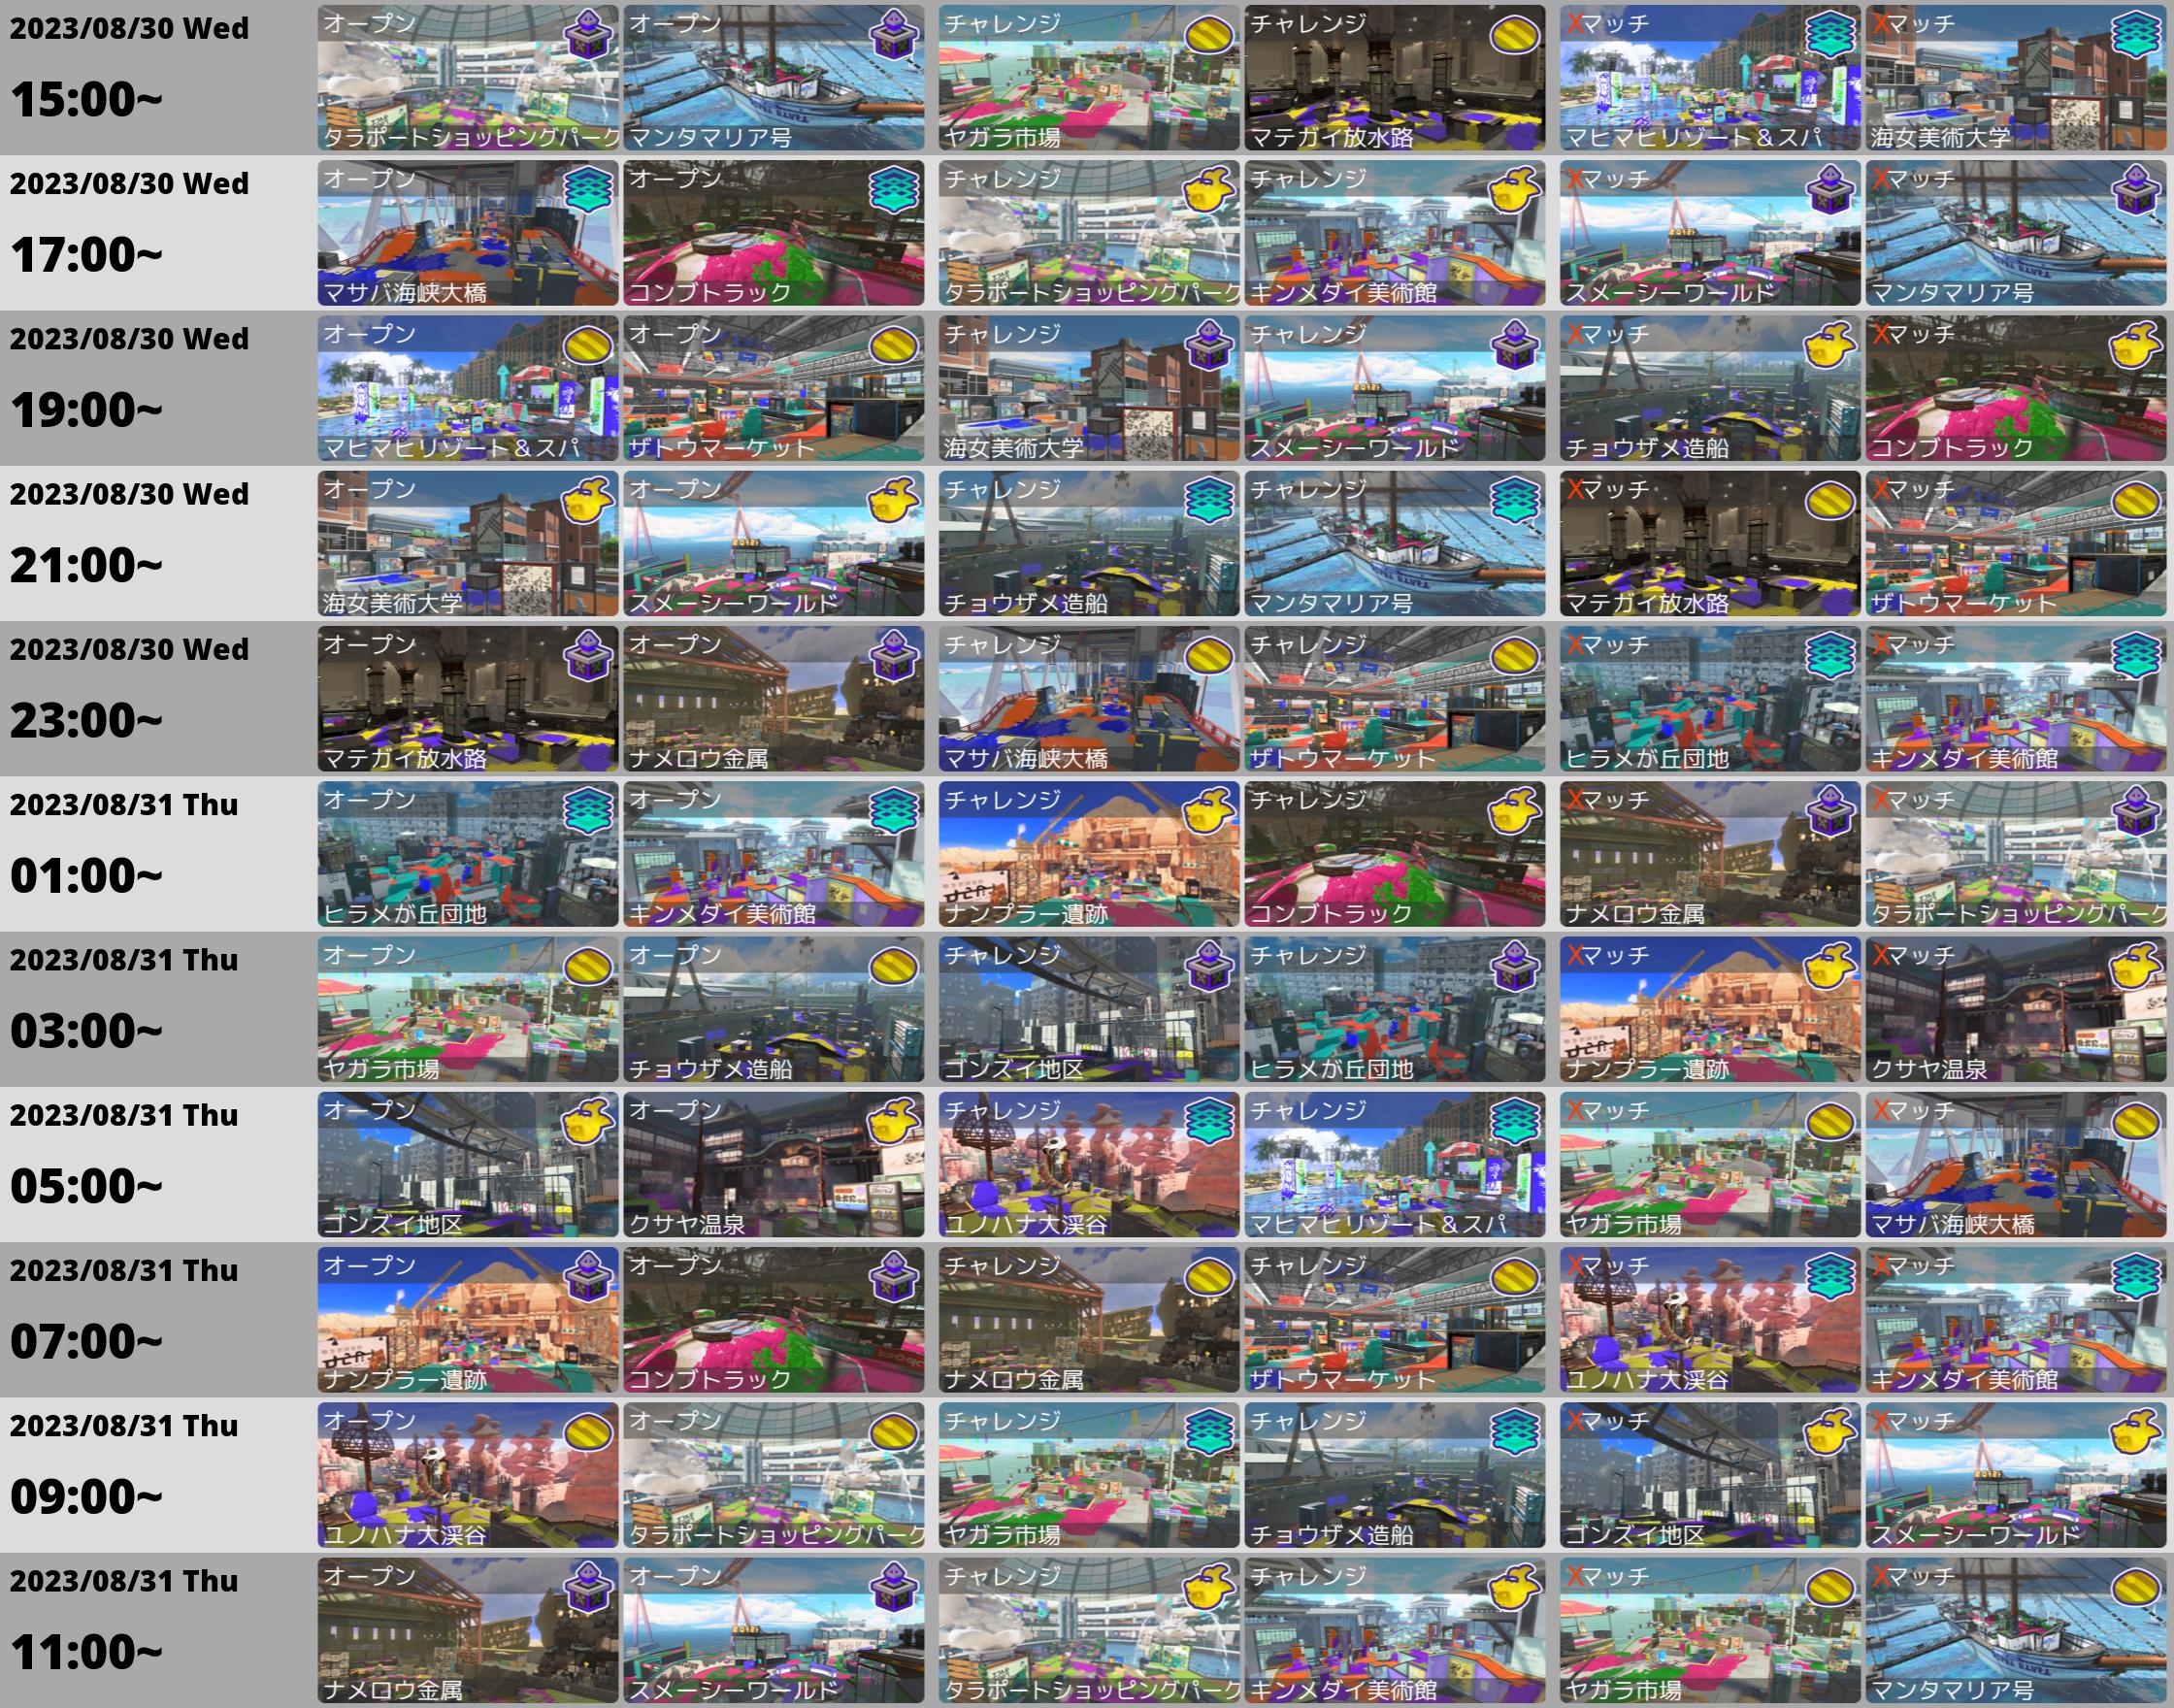 2023/08/30 Wed
15:00~
オープン オープン チャレンジ チャレンジ Xマッチ Xマッチ
タラポートショッピングパーク マンタマリア号 ヤガラ市場 マテガイ放水路 マヒマヒリゾート＆スパ 海女美術大学
2023/08/30 Wed
17:00~
オープン オープン チャレンジ チャレンジ Xマッチ Xマッチ
マサバ海峡大橋 コンブトラック タラポートショッピングパーク キンメダイ美術館 スメーシーワールド マンタマリア号
2023/08/30 Wed
19:00~
オープン オープン チャレンジ チャレンジ Xマッチ Xマッチ
マヒマヒリゾート＆スパ ザトウマーケット 海女美術大学 スメーシーワールド チョウザメ造船 コンブトラック
2023/08/30 Wed
21:00~
オープン オープン チャレンジ チャレンジ Xマッチ Xマッチ
海女美術大学 スメーシーワールド チョウザメ造船 マンタマリア号 マテガイ放水路 ザトウマーケット
2023/08/30 Wed
23:00~
オープン オープン チャレンジ チャレンジ Xマッチ Xマッチ
マテガイ放水路 ナメロウ金属 マサバ海峡大橋 ザトウマーケット ヒラメが丘団地 キンメダイ美術館
2023/08/31 Thu
01:00~
オープン オープン チャレンジ チャレンジ Xマッチ Xマッチ
ヒラメが丘団地 キンメダイ美術館 ナンプラー遺跡 コンブトラック ナメロウ金属 タラポートショッピングパーク
2023/08/31 Thu
03:00~
オープン オープン チャレンジ チャレンジ Xマッチ Xマッチ
ヤガラ市場 チョウザメ造船 ゴンズイ地区 ヒラメが丘団地 ナンプラー遺跡 クサヤ温泉
2023/08/31 Thu
05:00~
オープン オープン チャレンジ チャレンジ Xマッチ Xマッチ
ゴンズイ地区 クサヤ温泉 ユノハナ大渓谷 マヒマヒリゾート＆スパ ヤガラ市場 マサバ海峡大橋
2023/08/31 Thu
07:00~
オープン オープン チャレンジ チャレンジ Xマッチ Xマッチ
ナンプラー遺跡 コンブトラック ナメロウ金属 ザトウマーケット ユノハナ大渓谷 キンメダイ美術館
2023/08/31 Thu
09:00~
オープン オープン チャレンジ チャレンジ Xマッチ Xマッチ
ユノハナ大渓谷 タラポートショッピングパーク ヤガラ市場 チョウザメ造船 ゴンズイ地区 スメーシーワールド
2023/08/31 Thu
11:00~
オープン オープン チャレンジ チャレンジ Xマッチ Xマッチ
ナメロウ金属 スメーシーワールド タラポートショッピングパーク キンメダイ美術館 ヤガラ市場 マンタマリア号